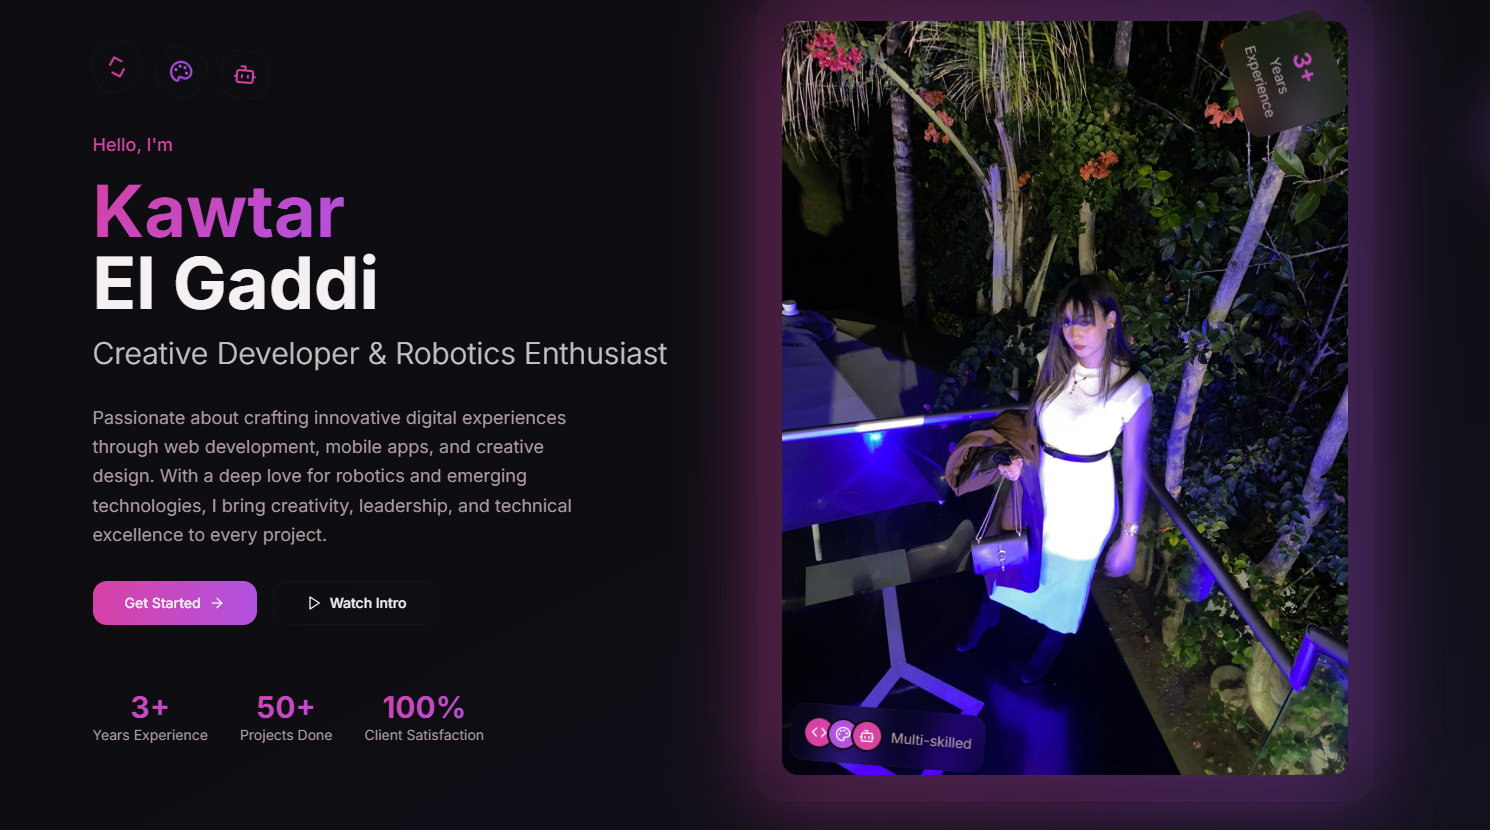 Hello, I'm
Kawtar
El Gaddi
Creative Developer & Robotics Enthusiast
Passionate about crafting innovative digital experiences
through web development, mobile apps, and creative
design. With a deep love for robotics and emerging
technologies, I bring creativity, leadership, and technical
excellence to every project.
Get Started
Watch Intro
3+
Years Experience
50+
Projects Done
100%
Client Satisfaction
3+
Years
Experience
Multi-skilled